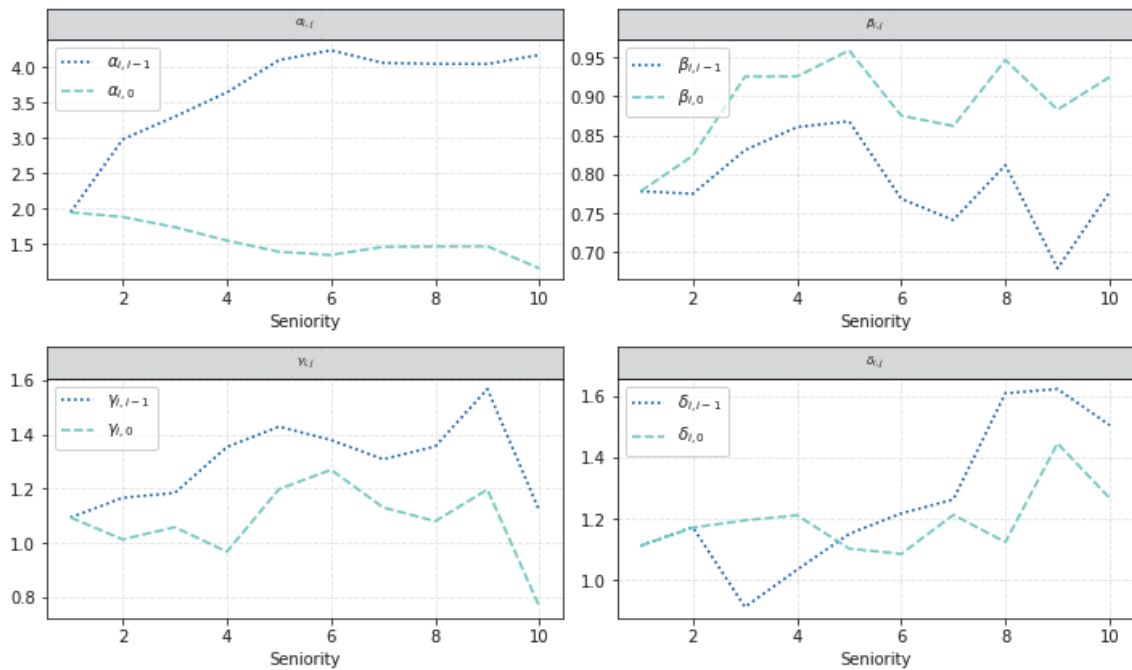 α_{i,j}
α_{i,i−1}
α_{i,0}
4.0
3.5
3.0
2.5
2.0
1.5
2 4 6 8 10
Seniority
β_{i,j}
β_{i,i−1}
β_{i,0}
0.95
0.90
0.85
0.80
0.75
0.70
2 4 6 8 10
Seniority
γ_{i,j}
γ_{i,i−1}
γ_{i,0}
1.6
1.4
1.2
1.0
0.8
2 4 6 8 10
Seniority
δ_{i,j}
δ_{i,i−1}
δ_{i,0}
1.6
1.4
1.2
1.0
2 4 6 8 10
Seniority